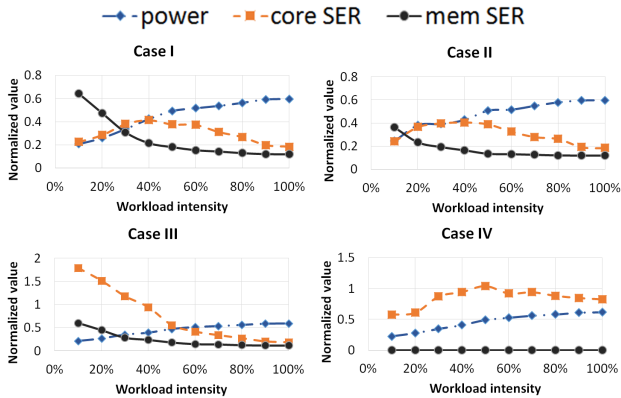 power core SER mem SER
Case I
Normalized value
0.8
0.6
0.4
0.2
0
0% 20% 40% 60% 80% 100%
Workload intensity
Case II
Normalized value
0.8
0.6
0.4
0.2
0
0% 20% 40% 60% 80% 100%
Workload intensity
Case III
Normalized value
2
1.5
1
0.5
0
0% 20% 40% 60% 80% 100%
Workload intensity
Case IV
Normalized value
1.5
1
0.5
0
0% 20% 40% 60% 80% 100%
Workload intensity